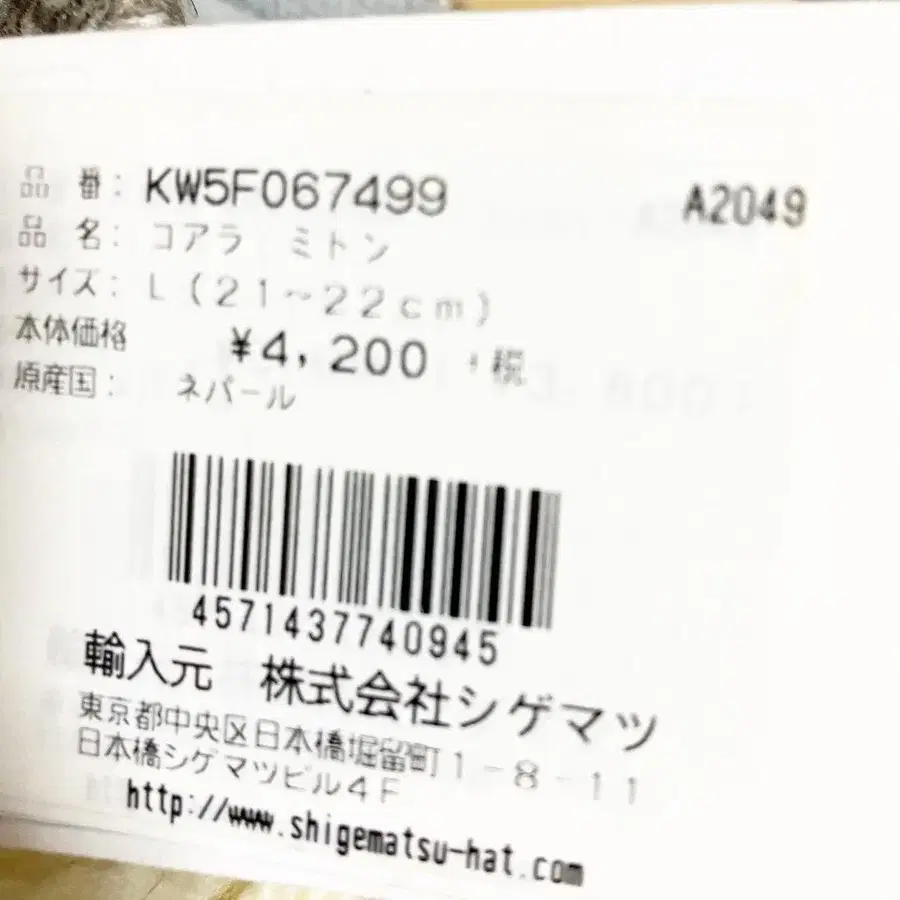 品 番： KW5F067499 A2049
品 名： コアラ ミトン
サイズ： L（21～22cm）
本体価格 ¥4,200 +税
原産国： ネパール
4571437740945
輸入元 株式会社シゲマツ
東京都中央区日本橋堀留町1-8-11
日本橋シゲマツビル4F
http://www.shigematsu-hat.com